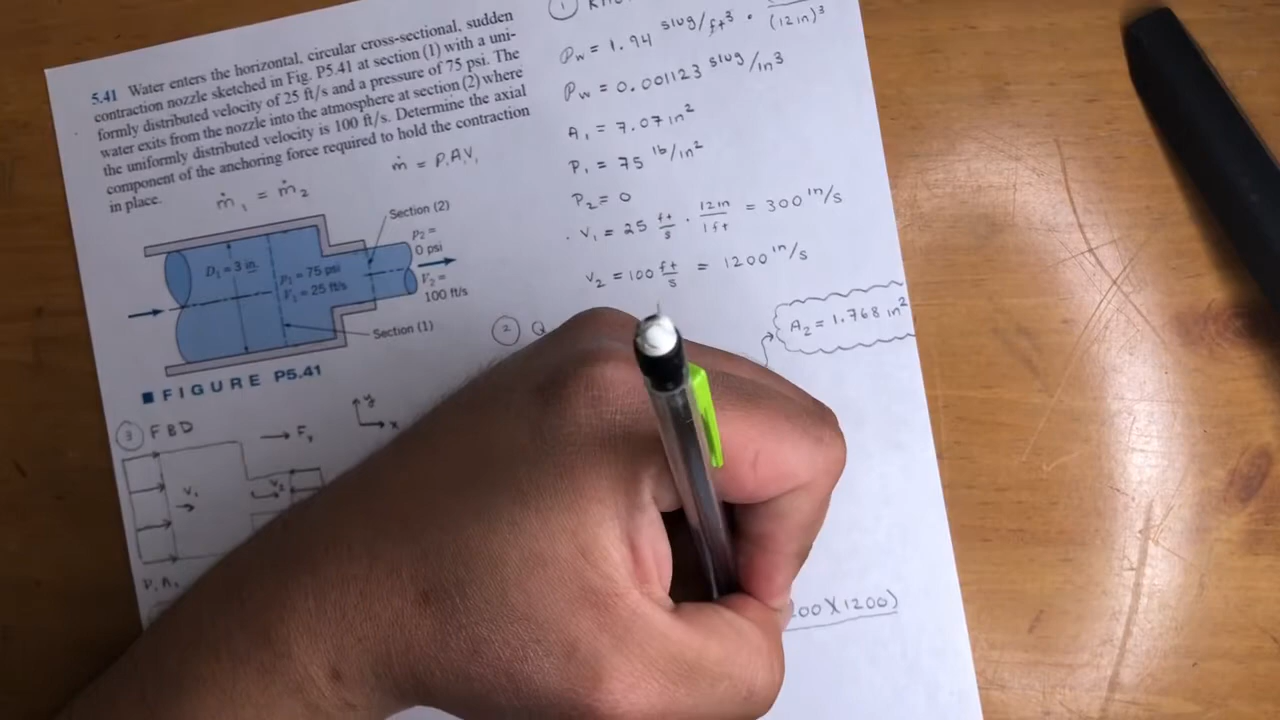 5.41 Water enters the horizontal, circular cross-sectional, sudden
contraction nozzle sketched in Fig. P5.41 at section (1) with a uni-
formly distributed velocity of 25 ft/s and a pressure of 75 psi. The
water exits from the nozzle into the atmosphere at section (2) where
the uniformly distributed velocity is 100 ft/s. Determine the axial
component of the anchoring force required to hold the contraction
in place.
ṁ₁ = ṁ₂
ṁ = ρ₁A₁V₁
Section (2)
p₂ =
0 psi
D₁ = 3 in.
p₁ = 75 psi
V₁ = 25 ft/s
V₂ =
100 ft/s
Section (1)
FIGURE P5.41
3 FBD
y
x
Fₓ
V₁
V₂
P₁A₁
1
ρw = 1.94 slug/ft³ · (12in)³
ρw = 0.001123 slug/in³
A₁ = 7.07 in²
P₁ = 75 lb/in²
P₂ = 0
V₁ = 25 ft/s · 12in/1ft = 300 in/s
V₂ = 100 ft/s = 1200 in/s
2
A₂ = 1.768 in²
00)(1200)